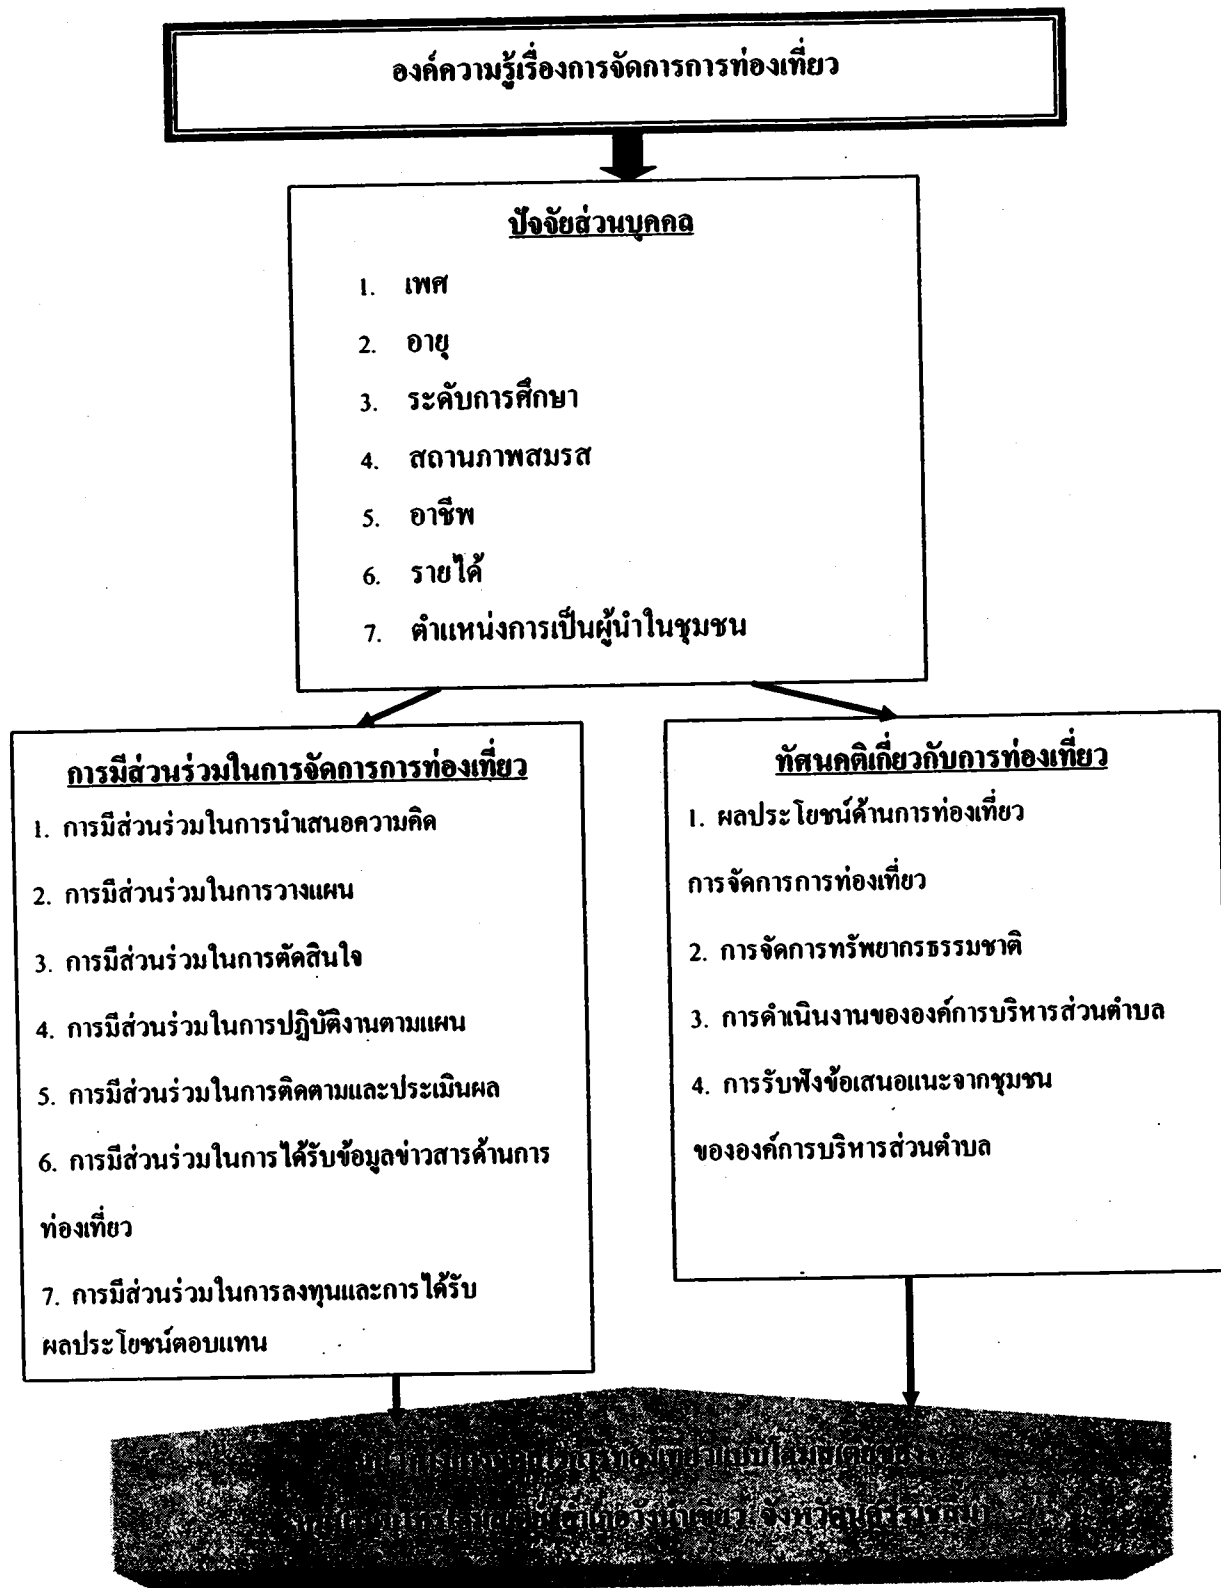 องค์ความรู้เรื่องการจัดการการท่องเที่ยว
ปัจจัยส่วนบุคคล
1. เพศ
2. อายุ
3. ระดับการศึกษา
4. สถานภาพสมรส
5. อาชีพ
6. รายได้
7. ตำแหน่งการเป็นผู้นำในชุมชน
การมีส่วนร่วมในการจัดการการท่องเที่ยว
1. การมีส่วนร่วมในการนำเสนอความคิด
2. การมีส่วนร่วมในการวางแผน
3. การมีส่วนร่วมในการตัดสินใจ
4. การมีส่วนร่วมในการปฏิบัติงานตามแผน
5. การมีส่วนร่วมในการติดตามและประเมินผล
6. การมีส่วนร่วมในการได้รับข้อมูลข่าวสารด้านการ
ท่องเที่ยว
7. การมีส่วนร่วมในการลงทุนและการได้รับ
ผลประโยชน์ตอบแทน
ทัศนคติเกี่ยวกับการท่องเที่ยว
1. ผลประโยชน์ด้านการท่องเที่ยว
การจัดการการท่องเที่ยว
2. การจัดการทรัพยากรธรรมชาติ
3. การดำเนินงานขององค์การบริหารส่วนตำบล
4. การรับฟังข้อเสนอแนะจากชุมชน
ขององค์การบริหารส่วนตำบล
วังน้ำเขียว จังหวัดนครราชสีมา